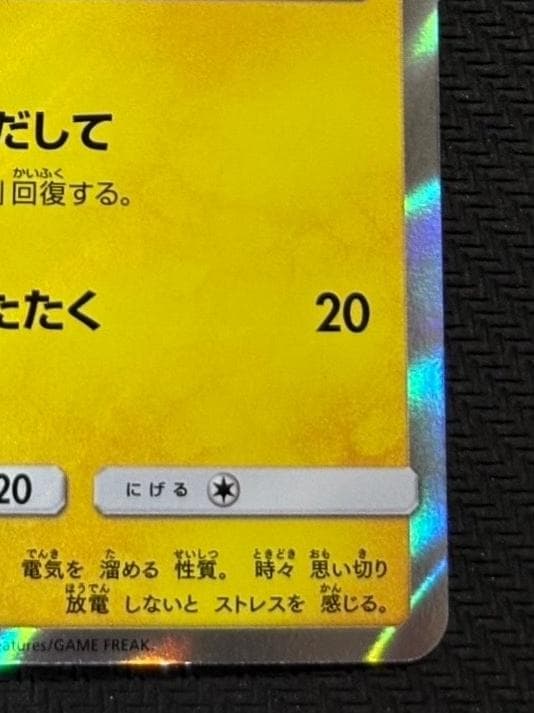 だして
回復する。
かいふく
たたく 20
20 にげる
電気を 溜める 性質。 時々 思い切り
でんき た せいしつ ときどき おも き
放電 しないと ストレスを 感じる。
ほうでん かん
atures/GAME FREAK.